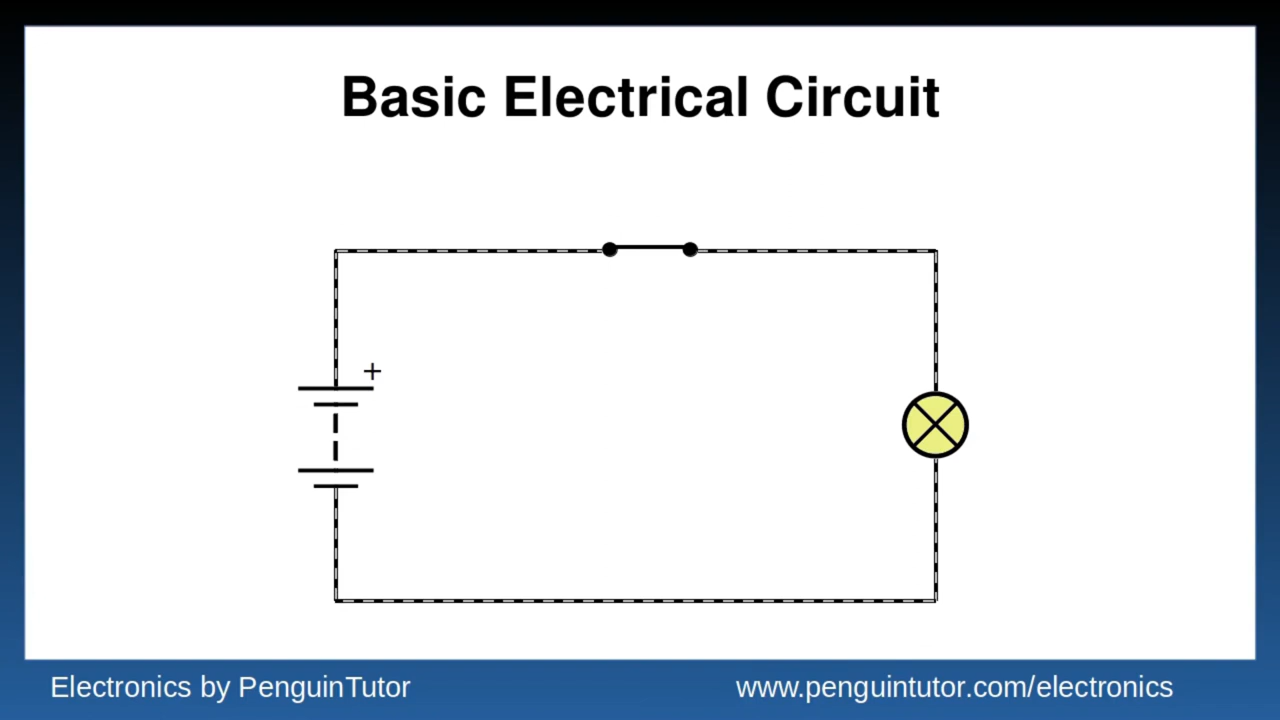 Basic Electrical Circuit
+
Electronics by PenguinTutor
www.penguintutor.com/electronics